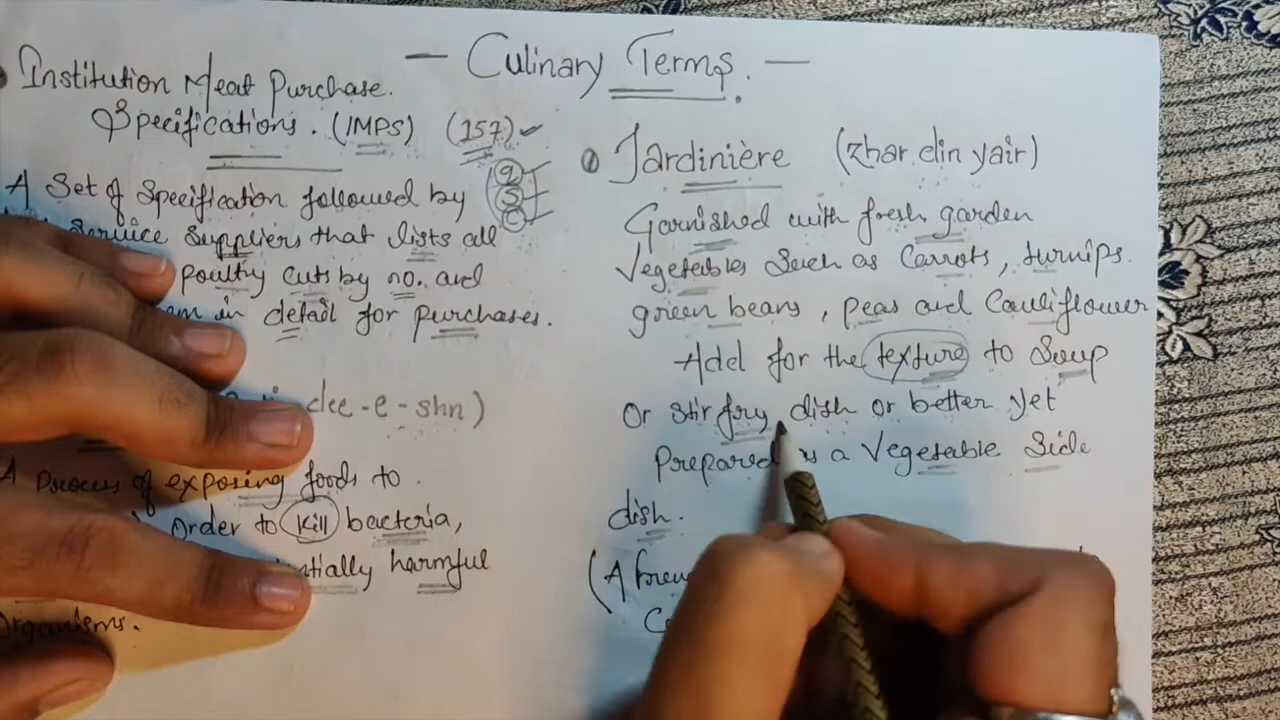 — Culinary Terms. —
Institution Meat Purchase.
Specifications. (IMPS) (157)
A Set of Specification followed by
Service Suppliers that lists all
poultry cuts by no. and
in detail for purchases.
dee-e-shn)
A Process of exposing foods to
order to kill bacteria,
harmful
Organisms.
Jardinière (zhar din yair)
Garnished with fresh garden
Vegetables Such as Carrots, turnips.
green beans, peas and Cauliflower
Add for the texture to Soup
Or stir fry dish or better yet
Prepared as a Vegetable Side
dish.
(A